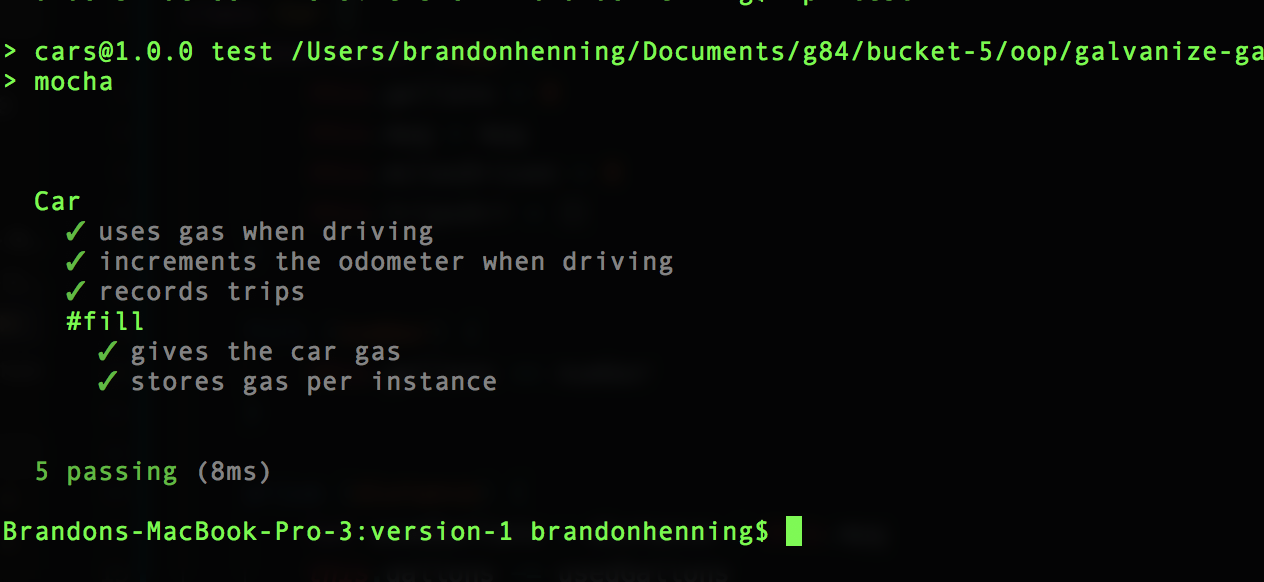 > cars@1.0.0 test /Users/brandonhenning/Documents/g84/bucket-5/oop/galvanize-ga
> mocha
Car
✓ uses gas when driving
✓ increments the odometer when driving
✓ records trips
#fill
✓ gives the car gas
✓ stores gas per instance
5 passing (8ms)
Brandons-MacBook-Pro-3:version-1 brandonhenning$